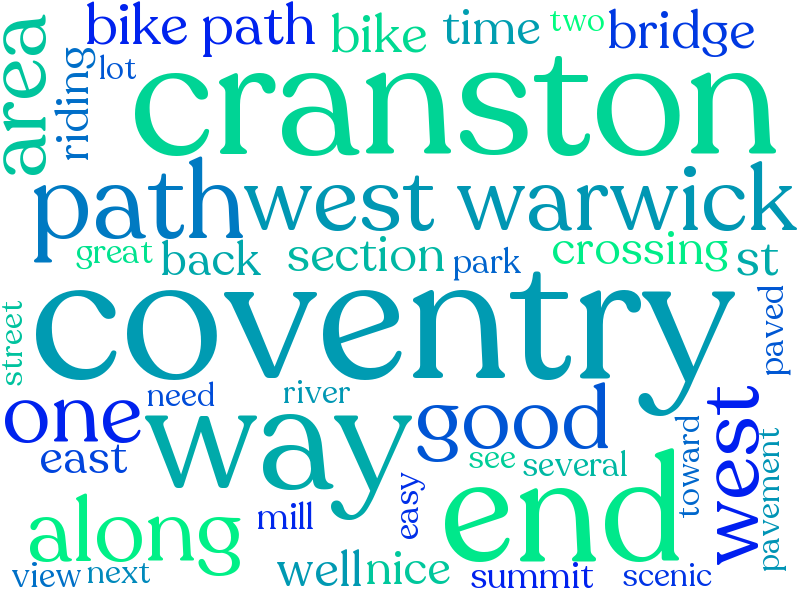 bike path
bike
time
two
bridge
area
riding
lot
cranston
path
west warwick
great
back
section
park
crossing
st
street
coventry
paved
one
need
river
way
good
west
east
see
several
toward
pavement
easy
end
along
mill
view
next
well
nice
summit
scenic